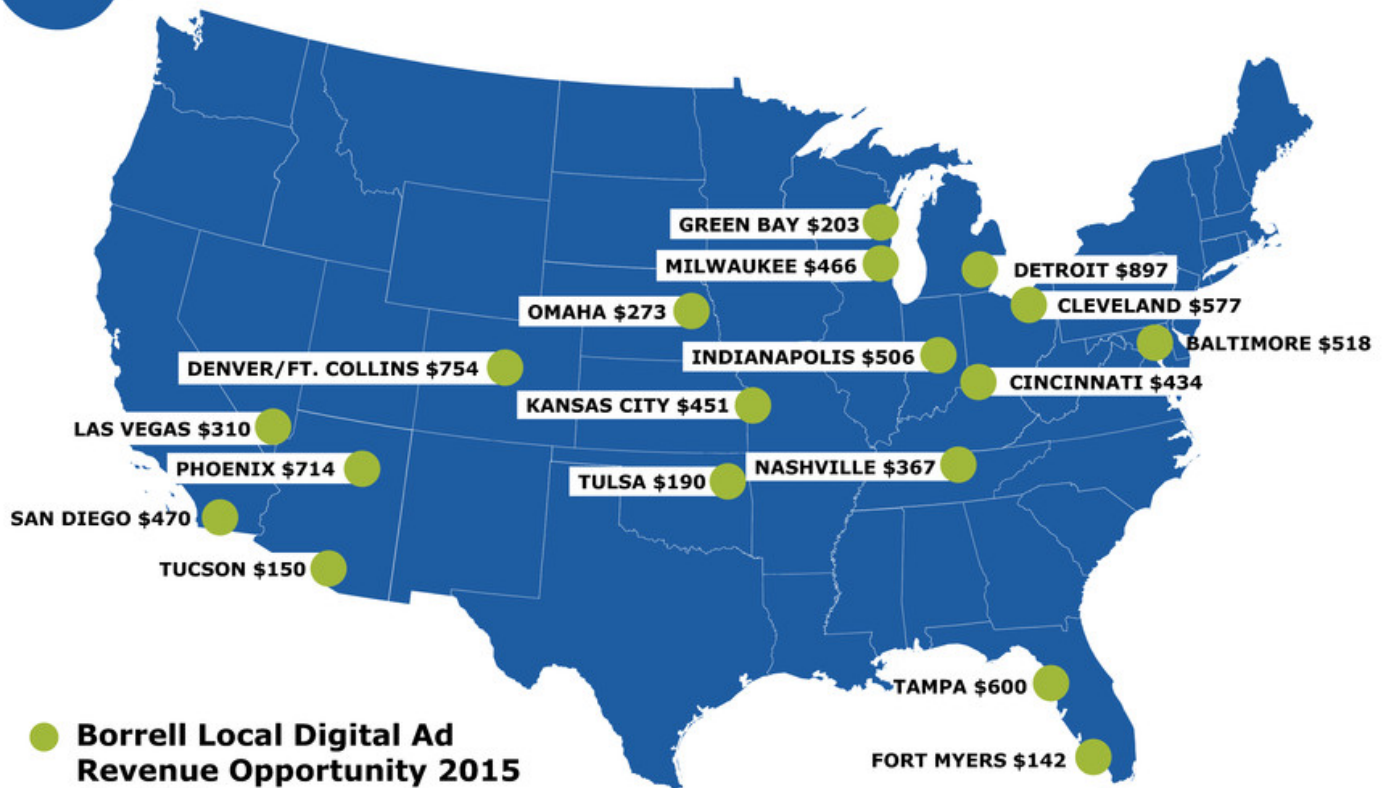 GREEN BAY $203
MILWAUKEE $466
DETROIT $897
CLEVELAND $577
OMAHA $273
BALTIMORE $518
INDIANAPOLIS $506
DENVER/FT. COLLINS $754
CINCINNATI $434
KANSAS CITY $451
LAS VEGAS $310
PHOENIX $714
NASHVILLE $367
TULSA $190
SAN DIEGO $470
TUCSON $150
TAMPA $600
FORT MYERS $142
Borrell Local Digital Ad
Revenue Opportunity 2015